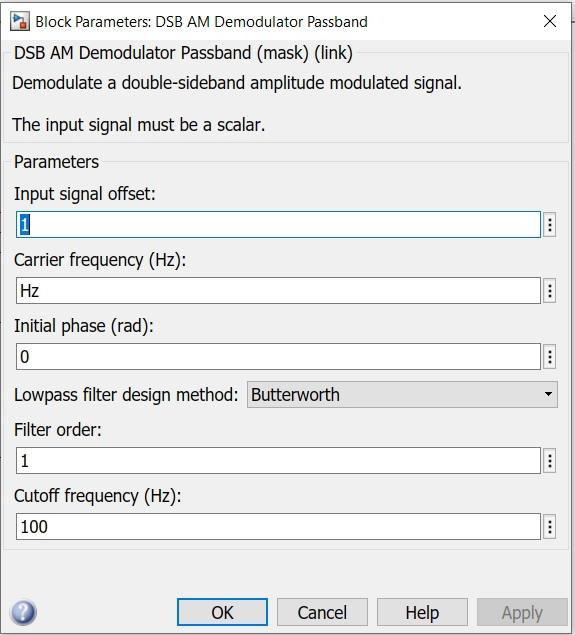 Block Parameters: DSB AM Demodulator Passband
DSB AM Demodulator Passband (mask) (link)
Demodulate a double-sideband amplitude modulated signal.
The input signal must be a scalar.
Parameters
Input signal offset:
1
Carrier frequency (Hz):
Hz
Initial phase (rad):
0
Lowpass filter design method: Butterworth
Filter order:
1
Cutoff frequency (Hz):
100
? OK Cancel Help Apply